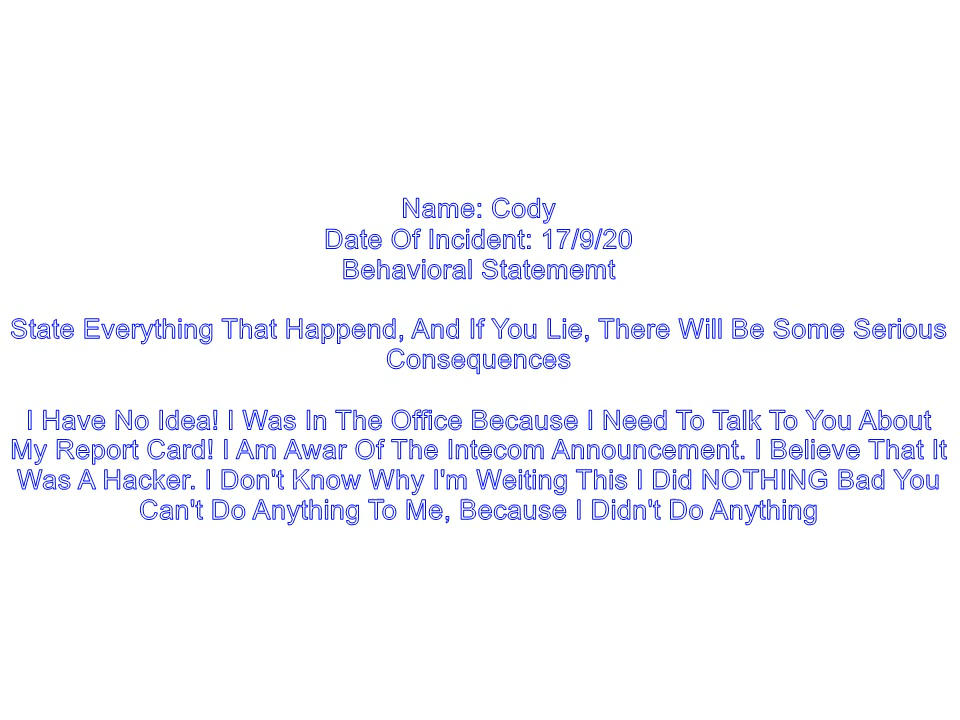 Name: Cody
Date Of Incident: 17/9/20
Behavioral Statememt
State Everything That Happend, And If You Lie, There Will Be Some Serious
Consequences
I Have No Idea! I Was In The Office Because I Need To Talk To You About
My Report Card! I Am Awar Of The Intecom Announcement. I Believe That It
Was A Hacker. I Don't Know Why I'm Weiting This I Did NOTHING Bad You
Can't Do Anything To Me, Because I Didn't Do Anything